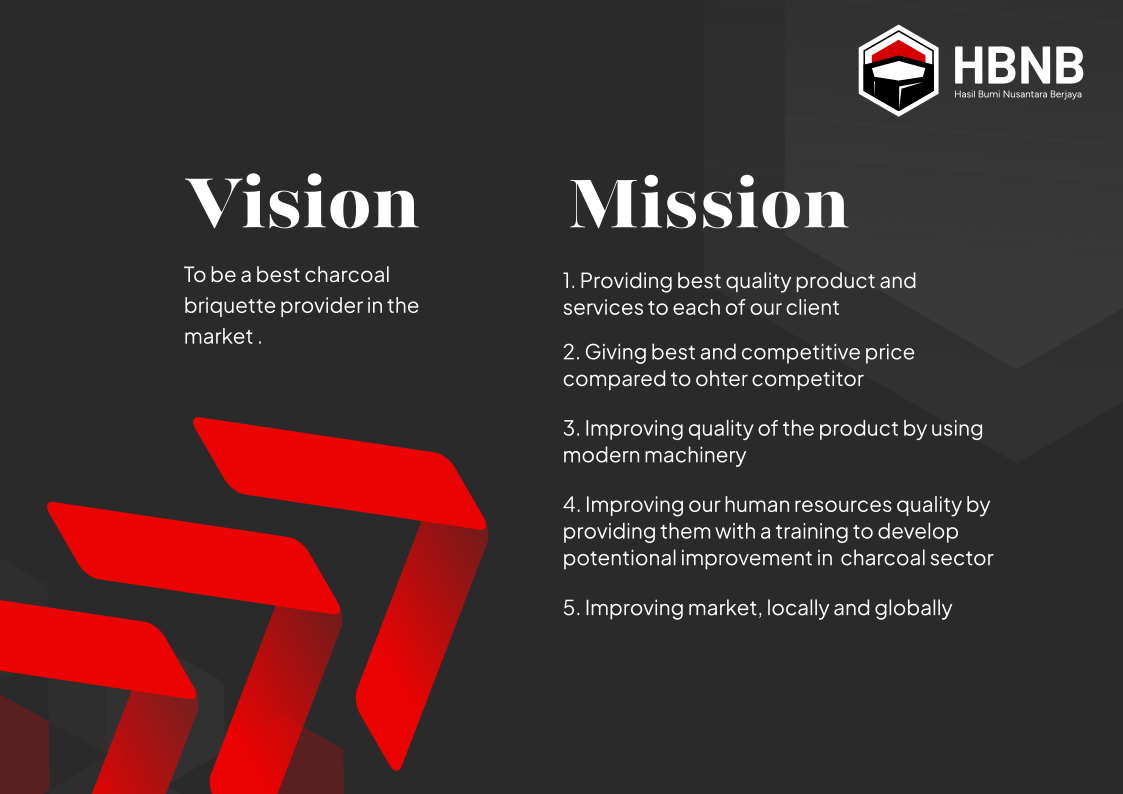 HBNB
Hasil Bumi Nusantara Berjaya
Vision
To be a best charcoal
briquette provider in the
market .
Mission
1. Providing best quality product and
services to each of our client
2. Giving best and competitive price
compared to ohter competitor
3. Improving quality of the product by using
modern machinery
4. Improving our human resources quality by
providing them with a training to develop
potentional improvement in  charcoal sector
5. Improving market, locally and globally